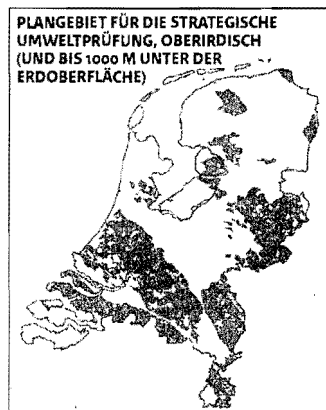 PLANGEBIET FÜR DIE STRATEGISCHE
UMWELTPRÜFUNG, OBERIRDISCH
(UND BIS 1000 M UNTER DER
ERDOBERFLÄCHE)